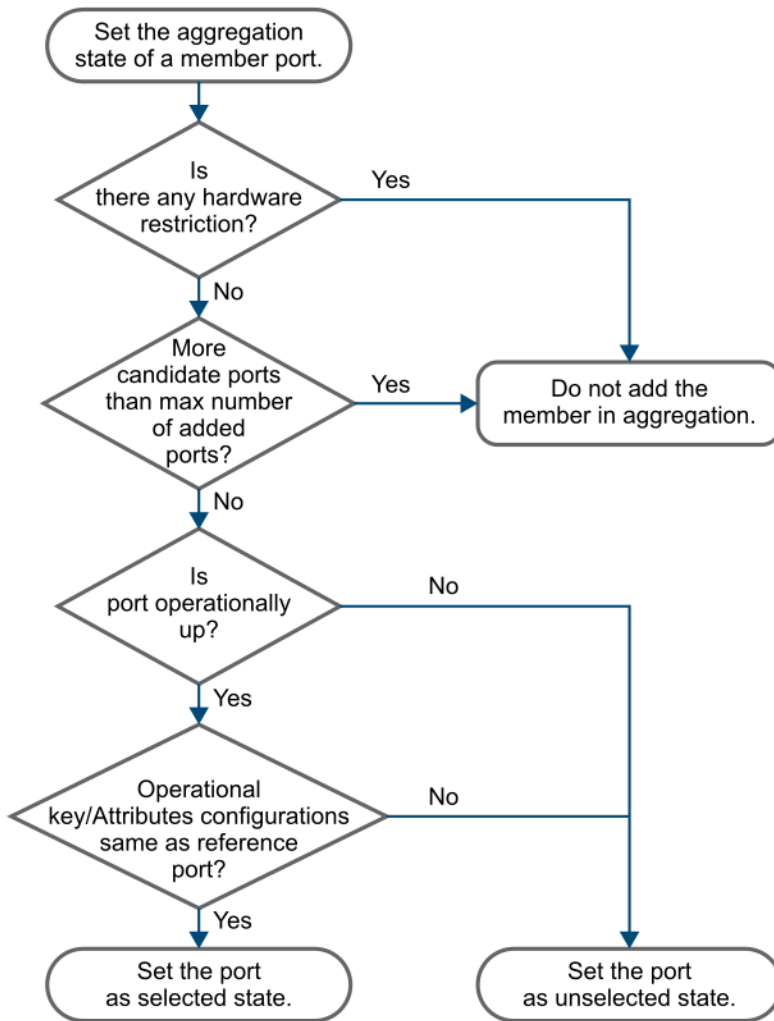 Set the aggregation
state of a member port.
Is
there any hardware
restriction?
Yes
No
More
candidate ports
than max number
of added
ports?
Yes
Do not add the
member in aggregation.
No
Is
port operationally
up?
No
Yes
Operational
key/Attributes configurations
same as reference
port?
No
Yes
Set the port
as selected state.
Set the port
as unselected state.